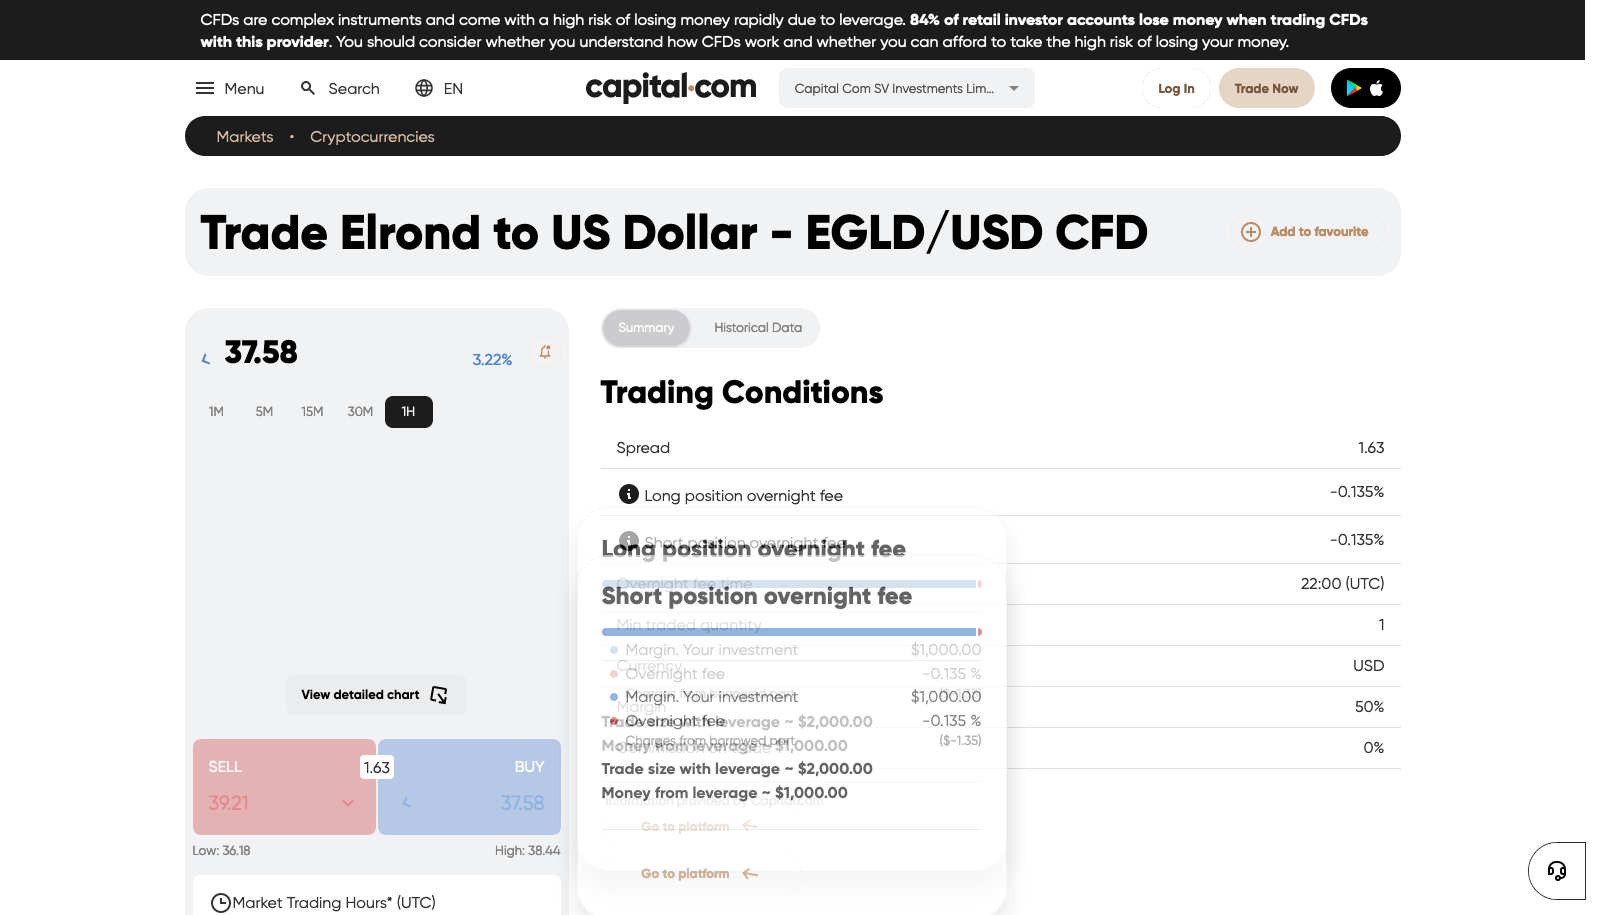 CFDs are complex instruments and come with a high risk of losing money rapidly due to leverage. 84% of retail investor accounts lose money when trading CFDs
with this provider. You should consider whether you understand how CFDs work and whether you can afford to take the high risk of losing your money.
Menu
Search
EN
capital.com
Capital Com SV Investments Lim...
Log In
Trade Now
Markets • Cryptocurrencies
Trade Elrond to US Dollar - EGLD/USD CFD
Add to favourite
37.58
3.22%
1M 5M 15M 30M 1H
View detailed chart
SELL
39.21
1.63
BUY
37.58
Low: 36.18
High: 38.44
Market Trading Hours* (UTC)
Summary
Historical Data
Trading Conditions
Spread 1.63
Long position overnight fee -0.135%
Short position overnight fee -0.135%
Overnight fee time 22:00 (UTC)
Min traded quantity 1
Currency USD
Margin 50%
0%
Long position overnight fee
Margin. Your investment $1,000.00
Overnight fee -0.135 %
Trade size with leverage ~ $2,000.00
Money from leverage ~ $1,000.00
Information provided by Capital.com
Go to platform
Short position overnight fee
Margin. Your investment $1,000.00
Overnight fee -0.135 %
Charges from borrowed part ($-1.35)
Trade size with leverage ~ $2,000.00
Money from leverage ~ $1,000.00
Go to platform